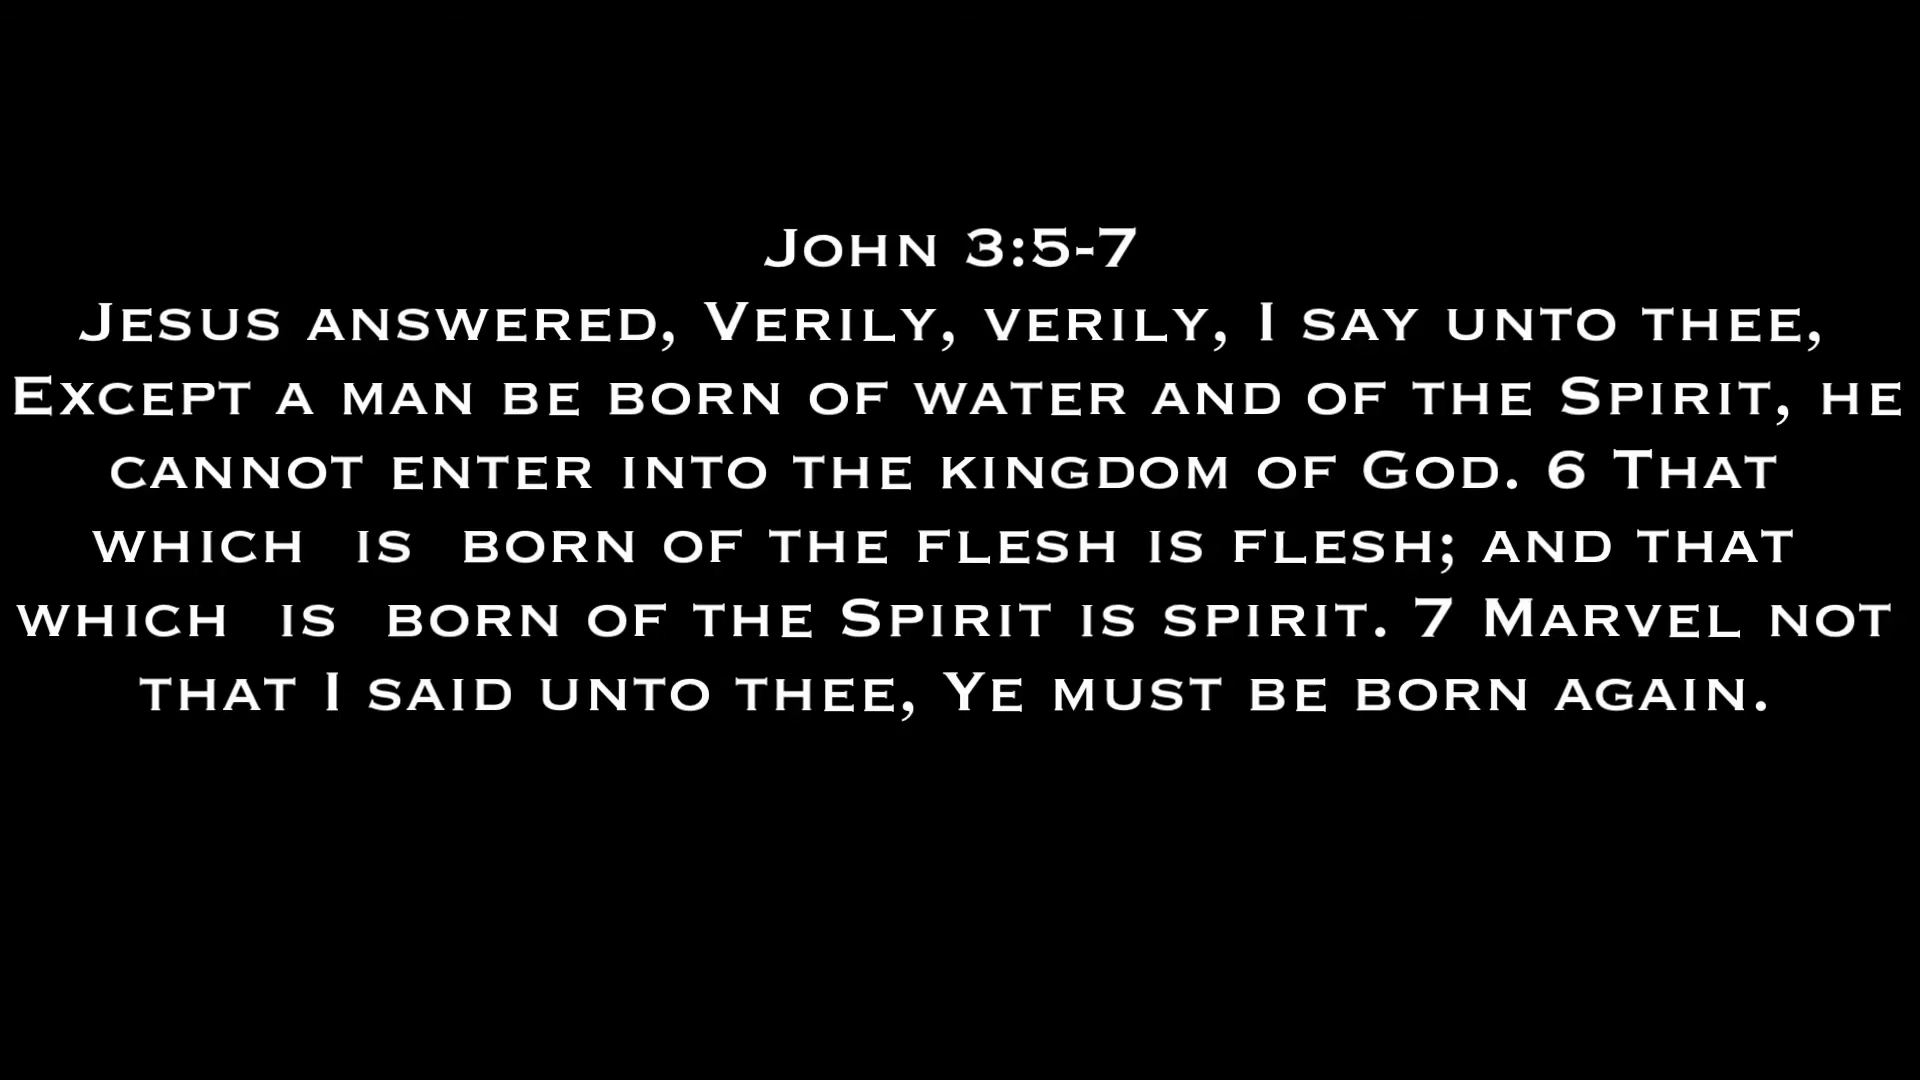 John 3:5-7
Jesus answered, Verily, verily, I say unto thee,
Except a man be born of water and of the Spirit, he
cannot enter into the kingdom of God. 6 That
which  is  born of the flesh is flesh; and that
which  is  born of the Spirit is spirit. 7 Marvel not
that I said unto thee, Ye must be born again.